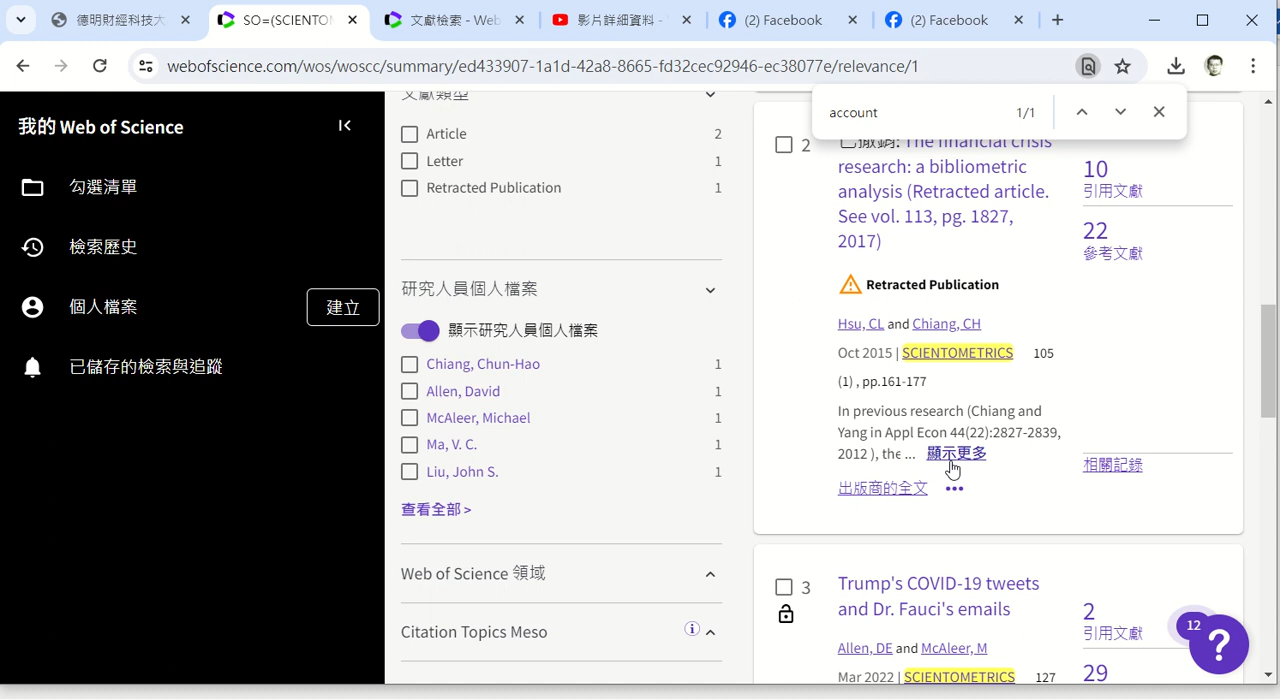 德明財經科技大
SO=(SCIENTOM
文獻檢索 - Web
影片詳細資料 -
(2) Facebook
(2) Facebook
webofscience.com/wos/woscc/summary/ed433907-1a1d-42a8-8665-fd32cec92946-ec38077e/relevance/1
account
1/1
我的 Web of Science
勾選清單
檢索歷史
個人檔案
建立
已儲存的檢索與追蹤
文獻類型
Article 2
Letter 1
Retracted Publication 1
研究人員個人檔案
顯示研究人員個人檔案
Chiang, Chun-Hao 1
Allen, David 1
McAleer, Michael 1
Ma, V. C. 1
Liu, John S. 1
查看全部 >
Web of Science 領域
Citation Topics Meso
2
已撤銷: The financial crisis
research: a bibliometric
analysis (Retracted article.
See vol. 113, pg. 1827,
2017)
Retracted Publication
Hsu, CL and Chiang, CH
Oct 2015 | SCIENTOMETRICS 105
(1) , pp.161-177
In previous research (Chiang and
Yang in Appl Econ 44(22):2827-2839,
2012 ), the ... 顯示更多
出版商的全文
10
引用文獻
22
參考文獻
相關記錄
3
Trump's COVID-19 tweets
and Dr. Fauci's emails
Allen, DE and McAleer, M
Mar 2022 | SCIENTOMETRICS 127
2
引用文獻
29
12
?